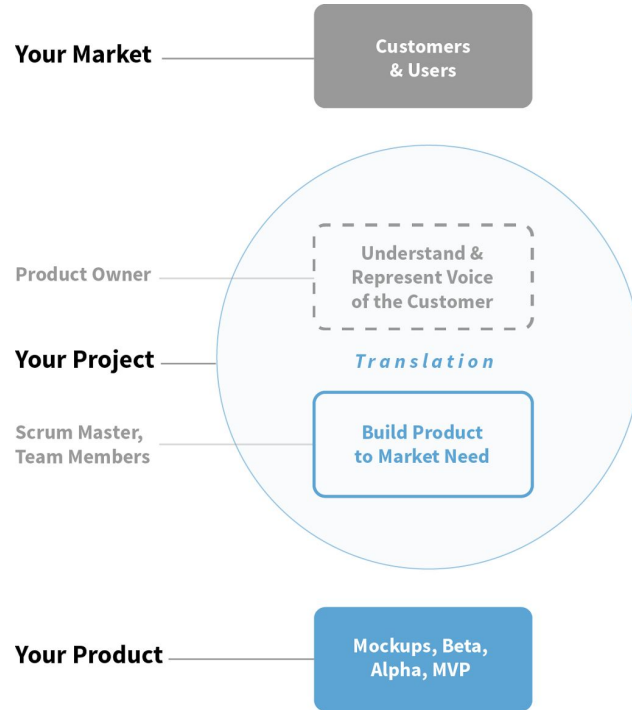 Your Market
Customers
& Users
Product Owner
Understand &
Represent Voice
of the Customer
Your Project
Translation
Scrum Master,
Team Members
Build Product
to Market Need
Your Product
Mockups, Beta,
Alpha, MVP